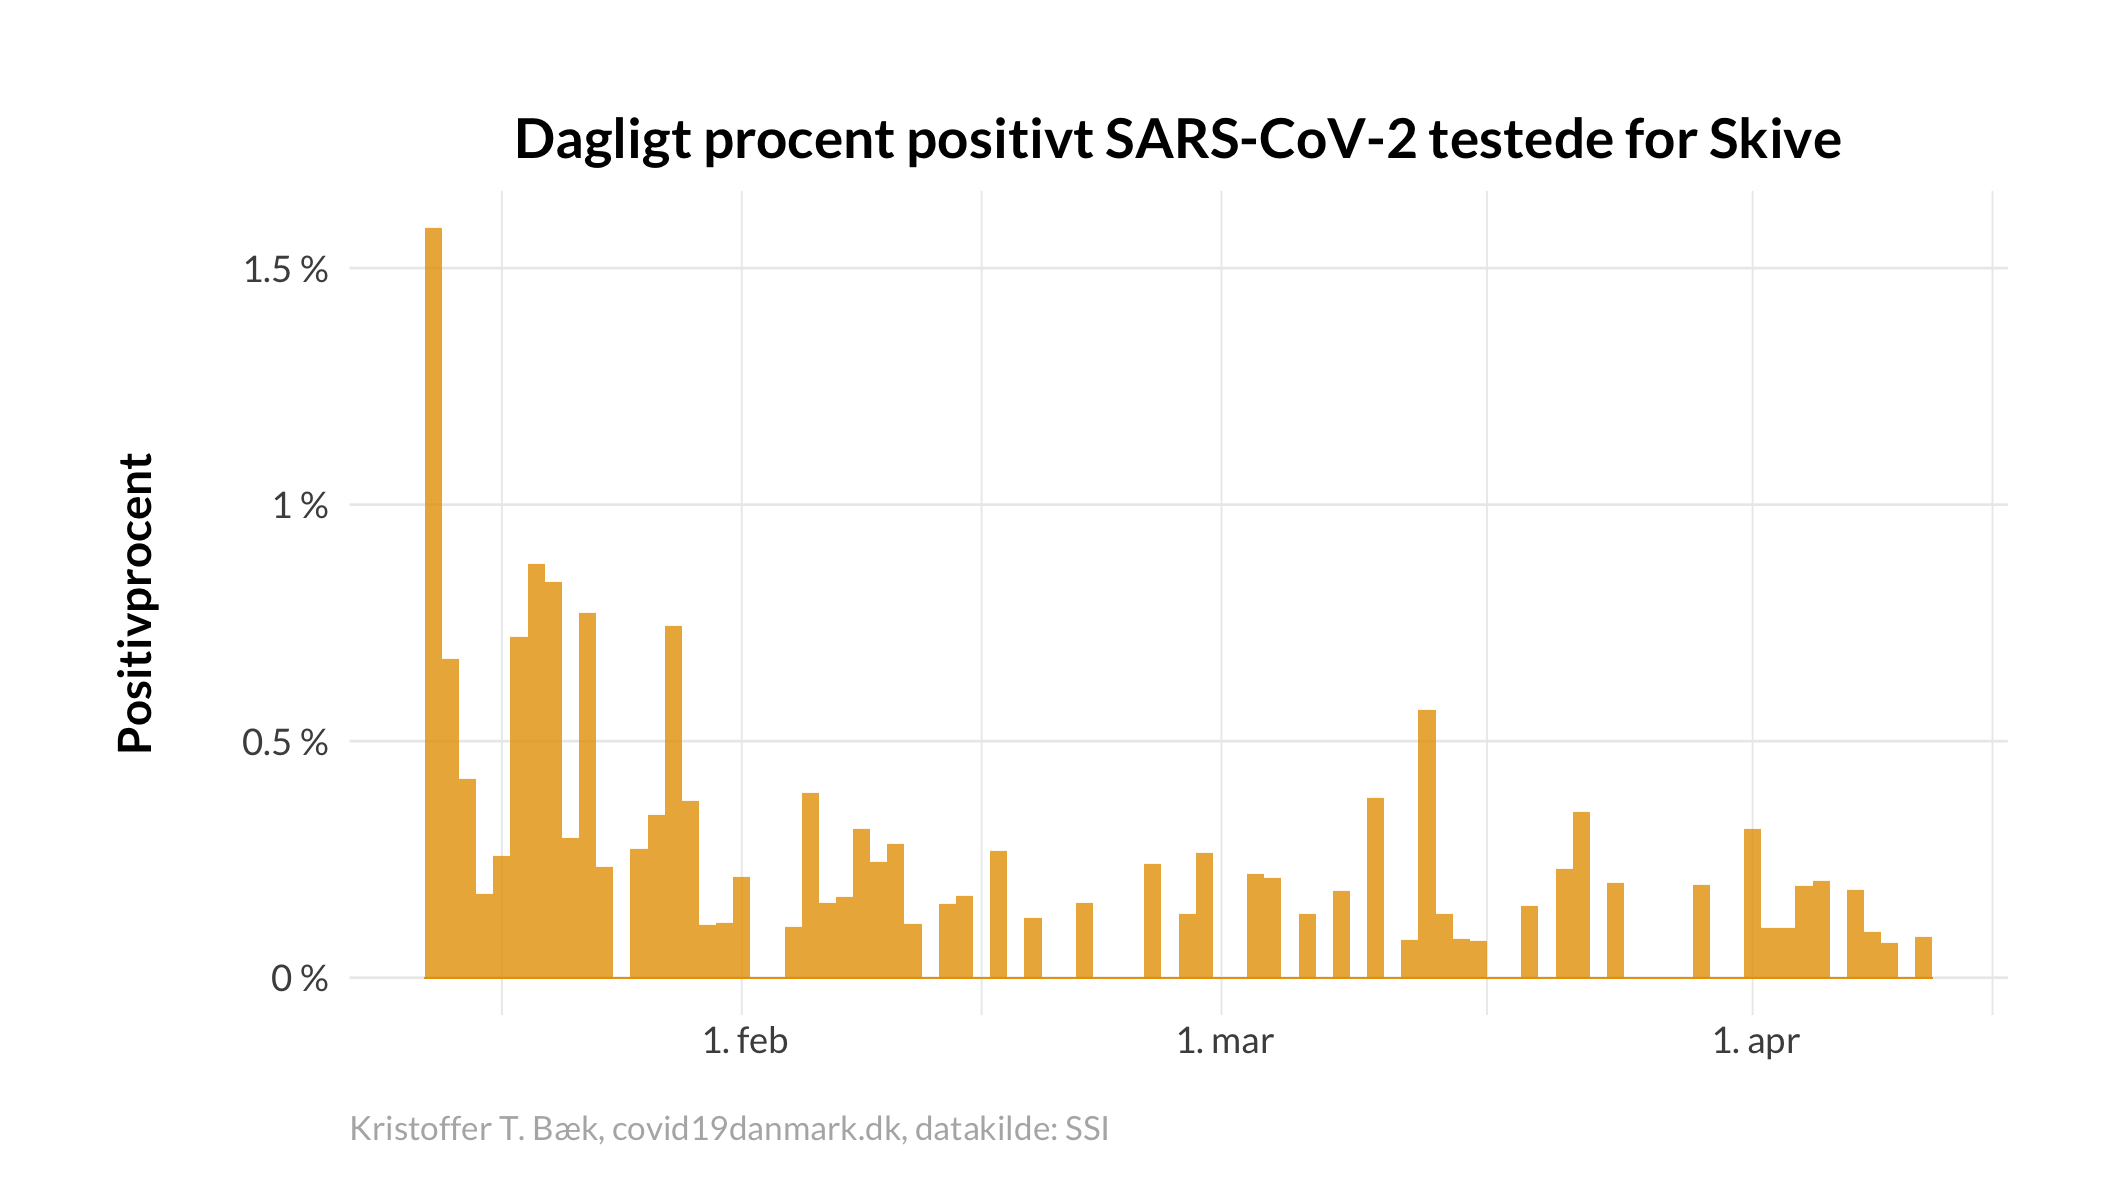 Dagligt procent positivt SARS-CoV-2 testede for Skive
Positivprocent
1.5 %
1 %
0.5 %
0 %
1. feb
1. mar
1. apr
Kristoffer T. Bæk, covid19danmark.dk, datakilde: SSI